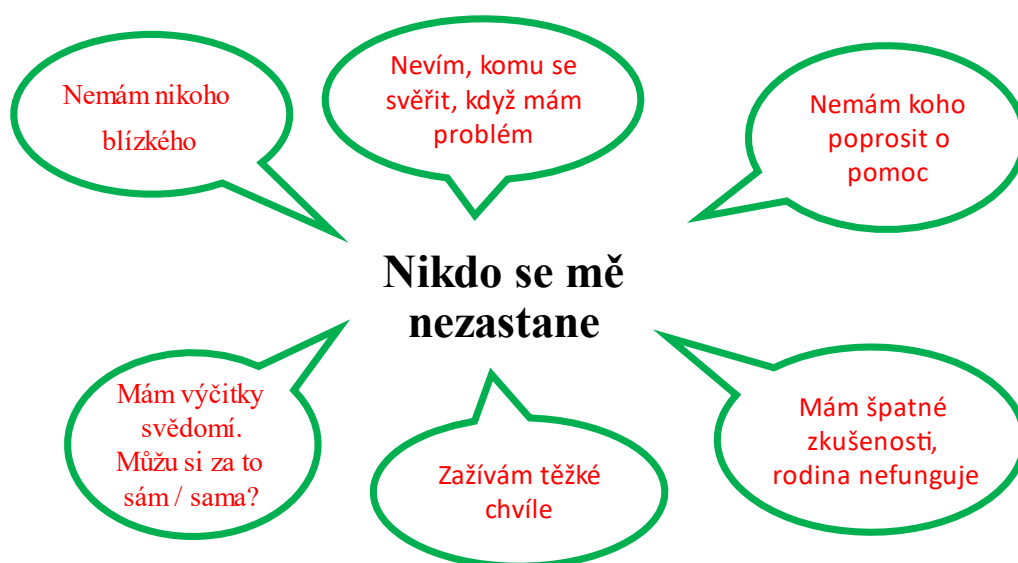 Nemám nikoho
blízkého
Nevím, komu se
svěřit, když mám
problém
Nemám koho
poprosit o
pomoc
Nikdo se mě
nezastane
Mám výčitky
svědomí.
Můžu si za to
sám / sama?
Zažívám těžké
chvíle
Mám špatné
zkušenosti,
rodina nefunguje